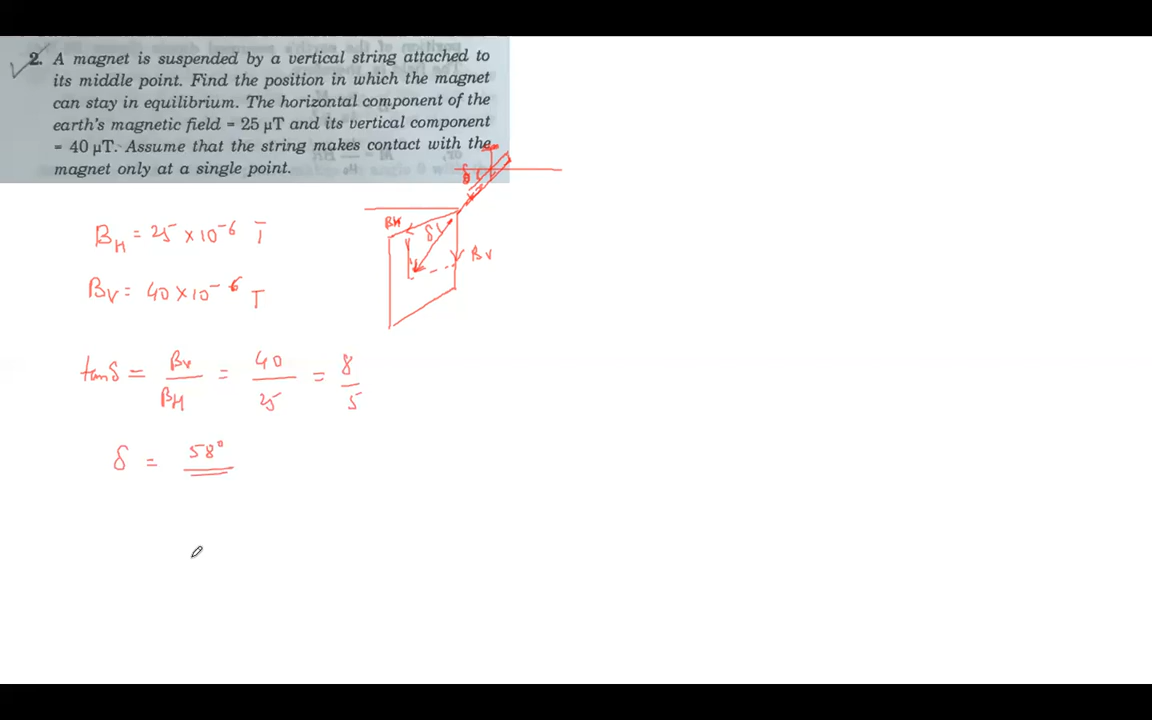 2. A magnet is suspended by a vertical string attached to
its middle point. Find the position in which the magnet
can stay in equilibrium. The horizontal component of the
earth's magnetic field = 25 μT and its vertical component
= 40 μT. Assume that the string makes contact with the
magnet only at a single point.
δ
B_H δ
B_V
B_H = 25 × 10⁻⁶ T
B_V = 40 × 10⁻⁶ T
tanδ = B_V / B_H = 40 / 25 = 8 / 5
δ = 58°